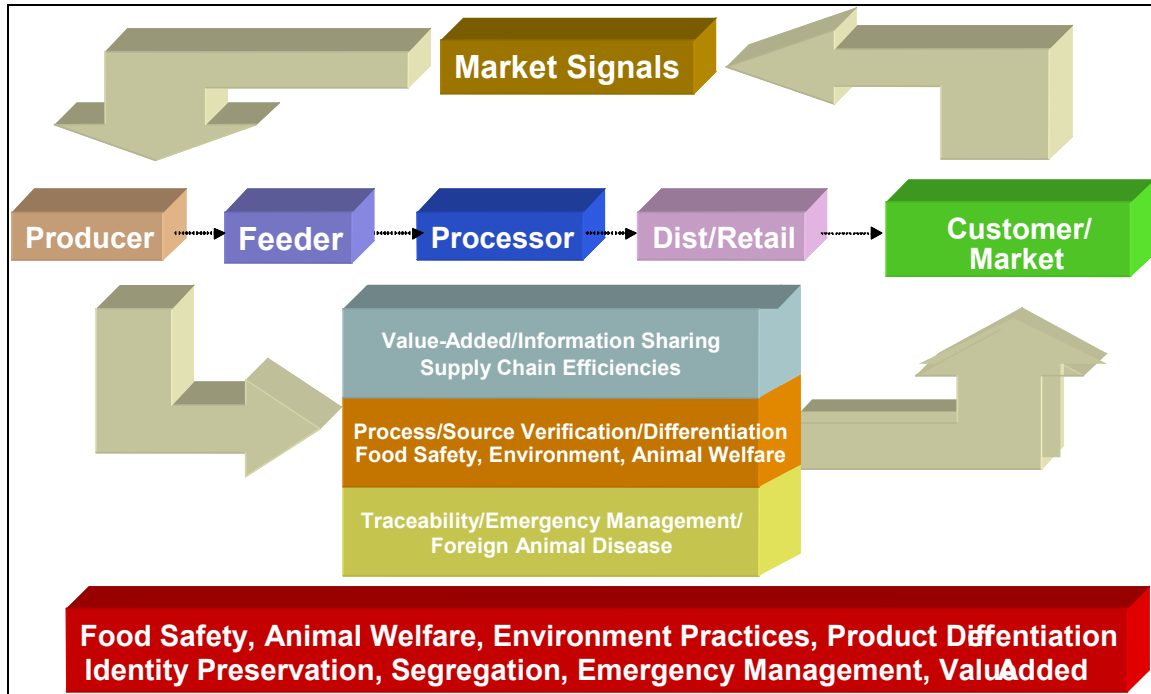 Market Signals
Producer
Feeder
Processor
Dist/Retail
Customer/
Market
Value-Added/Information Sharing
Supply Chain Efficiencies
Process/Source Verification/Differentiation
Food Safety, Environment, Animal Welfare
Traceability/Emergency Management/
Foreign Animal Disease
Food Safety, Animal Welfare, Environment Practices, Product Differentiation
Identity Preservation, Segregation, Emergency Management, Value Added